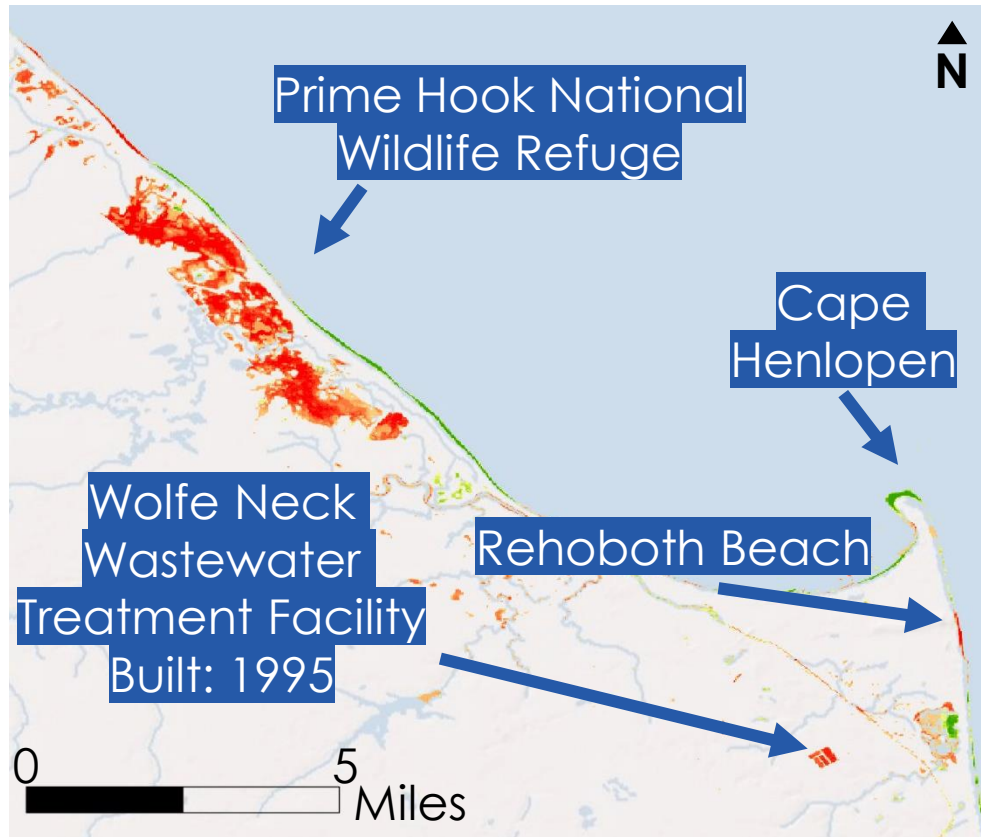 N
Prime Hook National
Wildlife Refuge
Cape
Henlopen
Wolfe Neck
Wastewater
Treatment Facility
Built: 1995
Rehoboth Beach
0 5
Miles